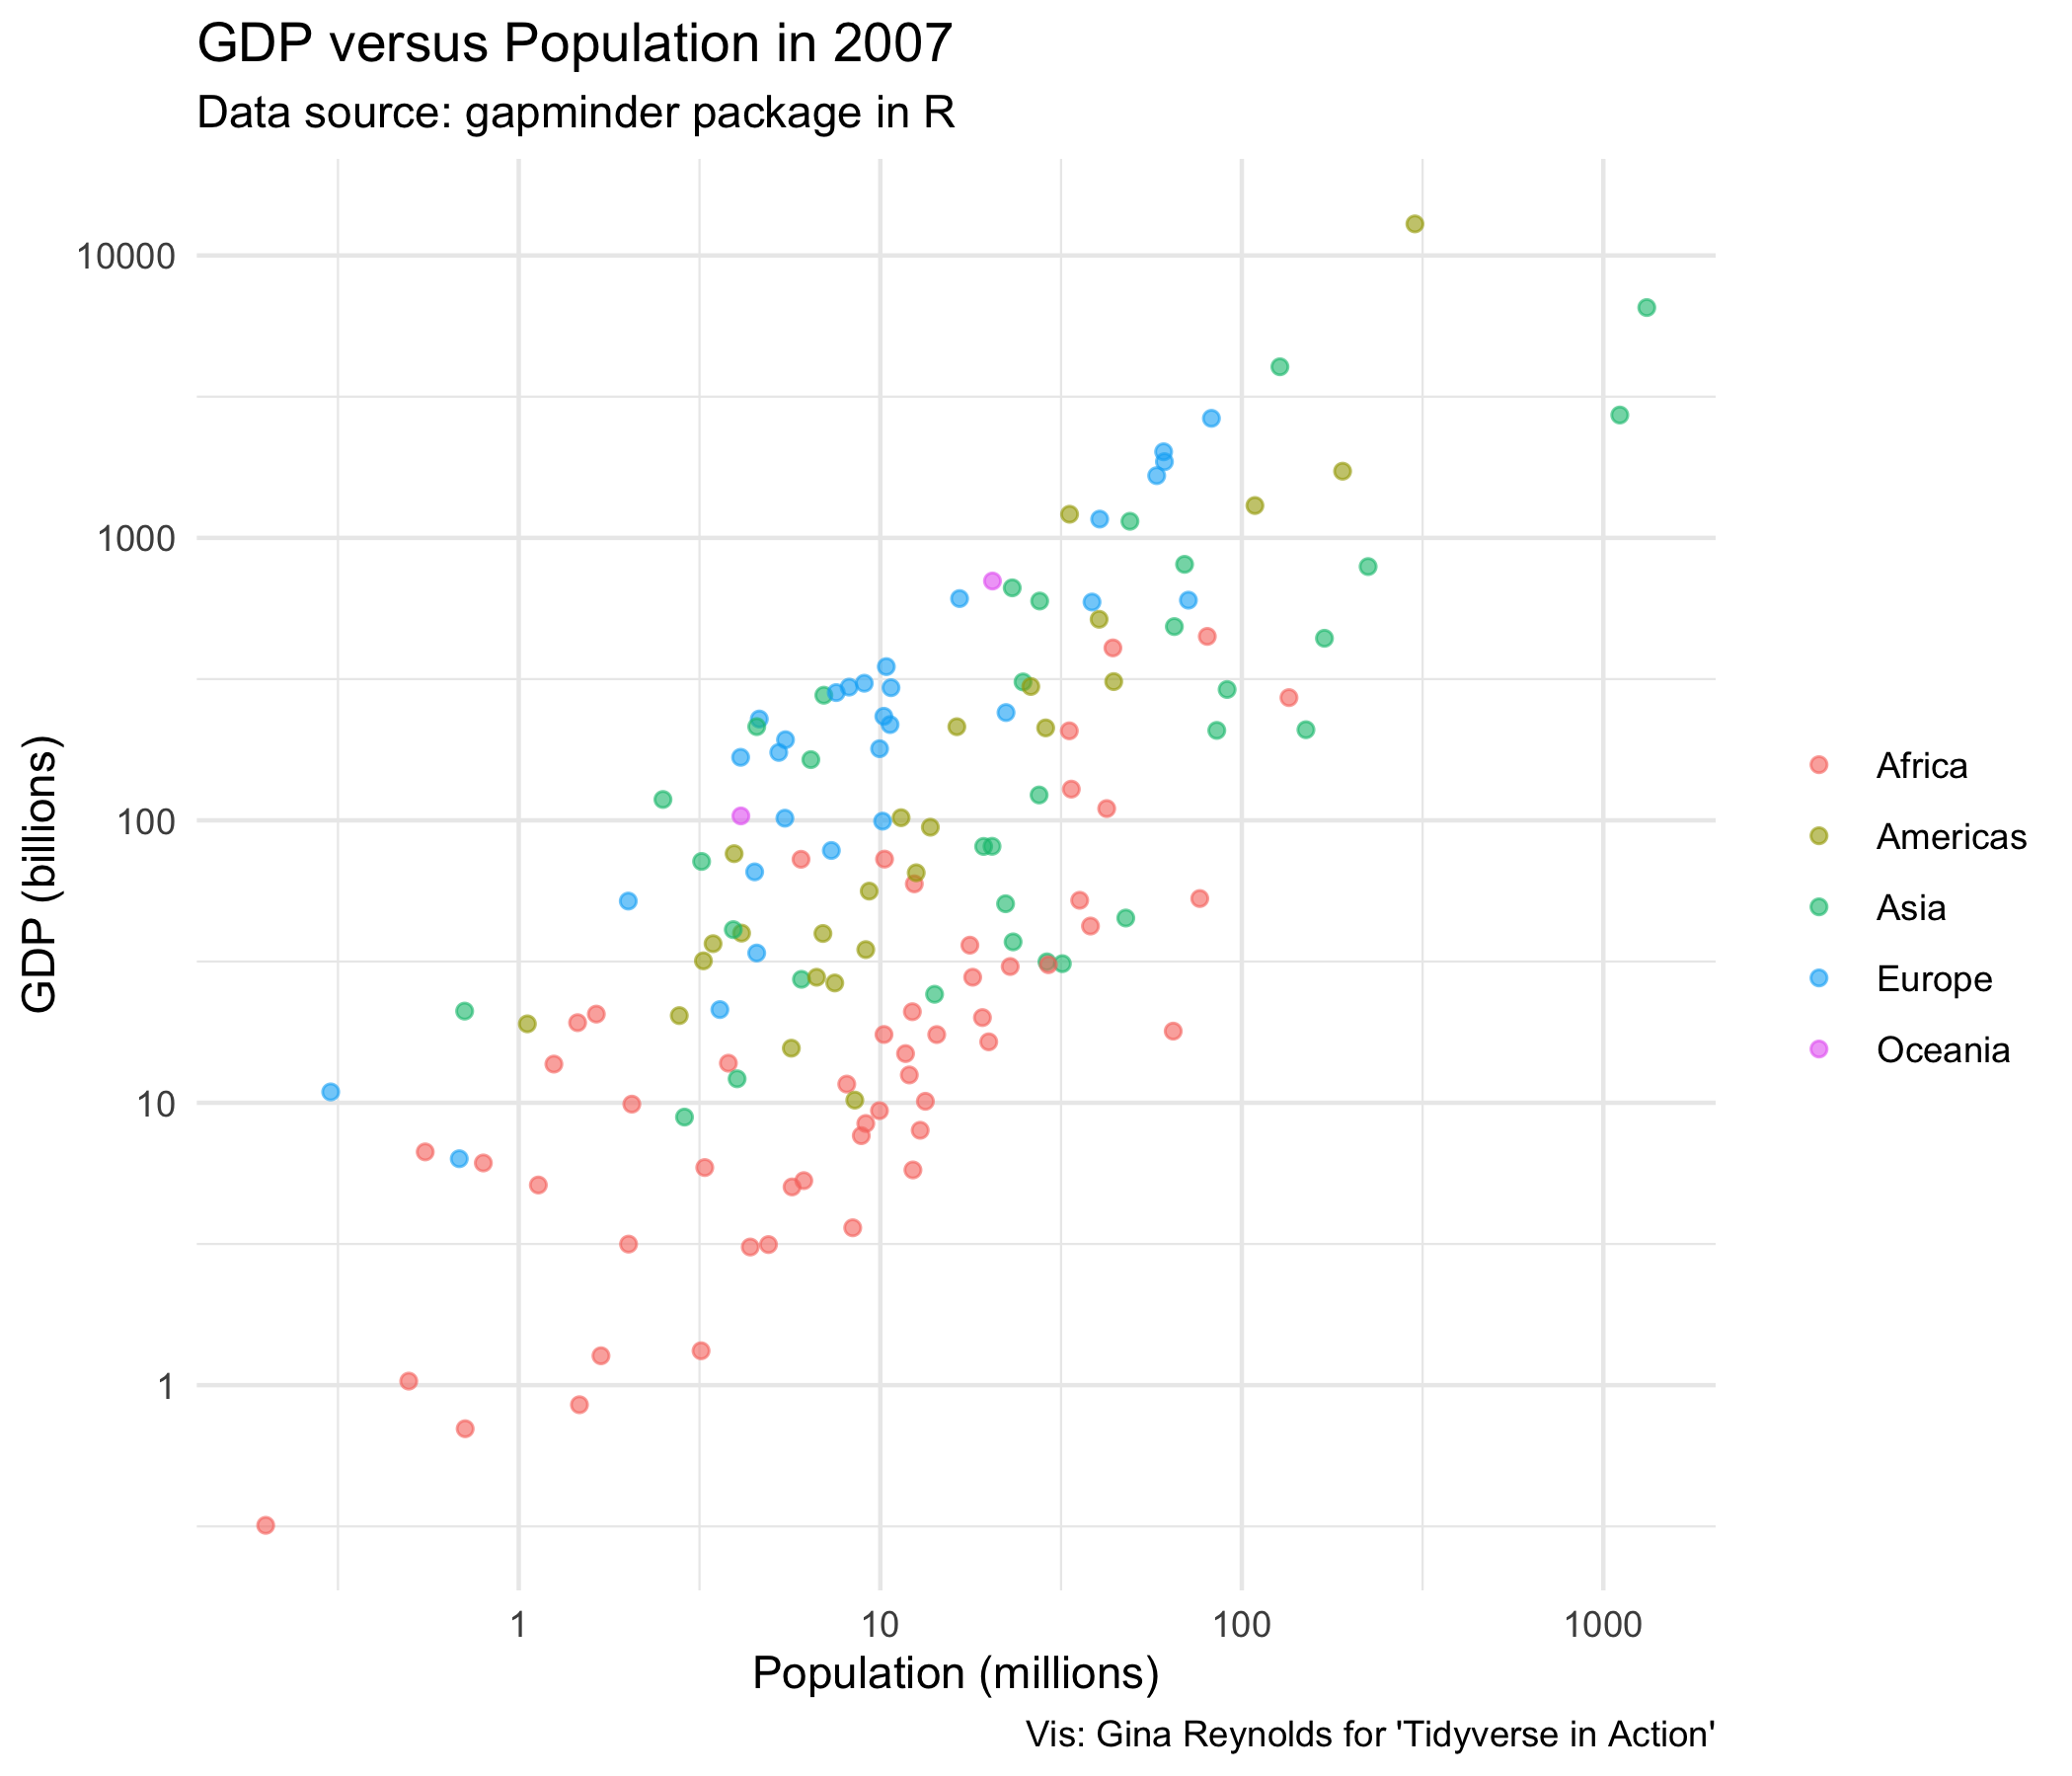 GDP versus Population in 2007
Data source: gapminder package in R
10000
1000
100
10
1
GDP (billions)
1
10
100
1000
Population (millions)
Africa
Americas
Asia
Europe
Oceania
Vis: Gina Reynolds for 'Tidyverse in Action'